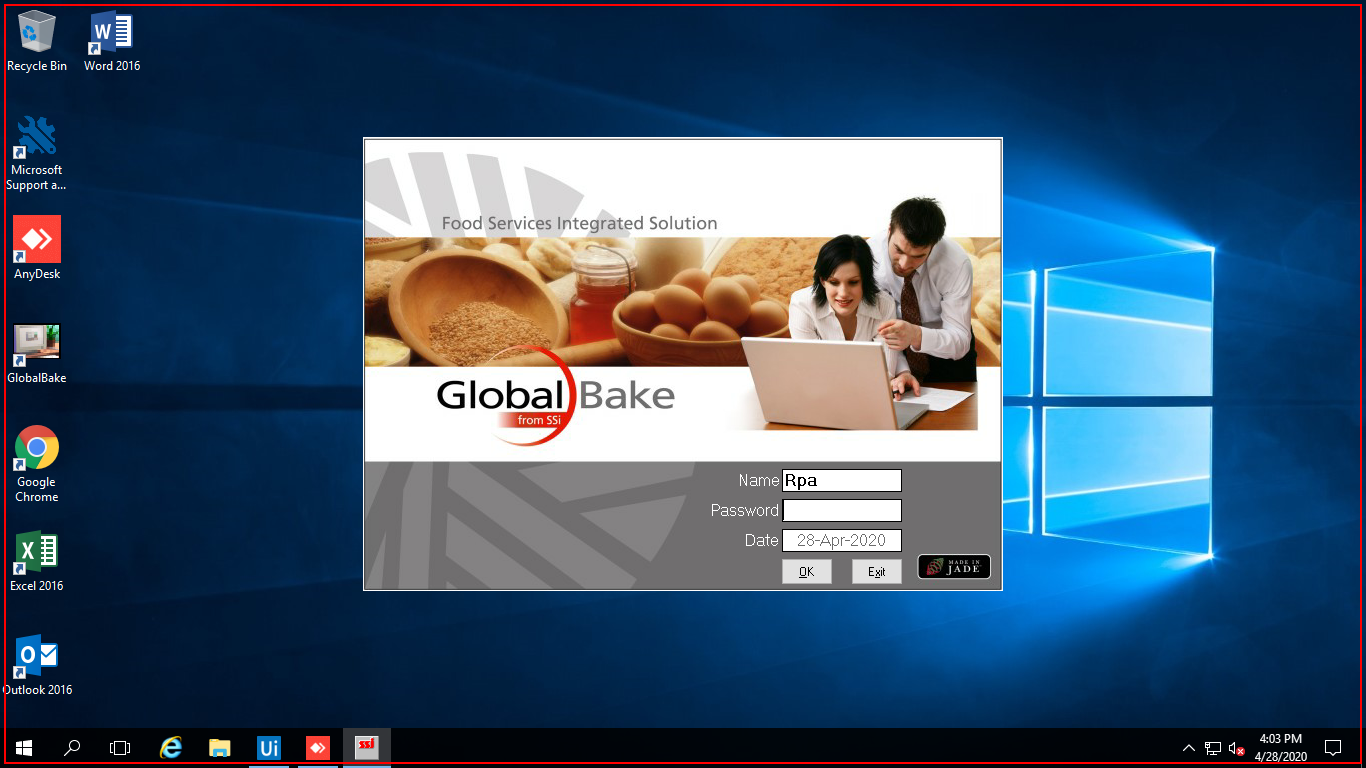 Recycle Bin
Word 2016
Microsoft
Support a...
AnyDesk
GlobalBake
Google
Chrome
Excel 2016
Outlook 2016
Food Services Integrated Solution
Global Bake
from SSi
Name Rpa
Password
Date 28-Apr-2020
OK Exit
MADE IN
JADE
Ui
ssi
4:03 PM
4/28/2020